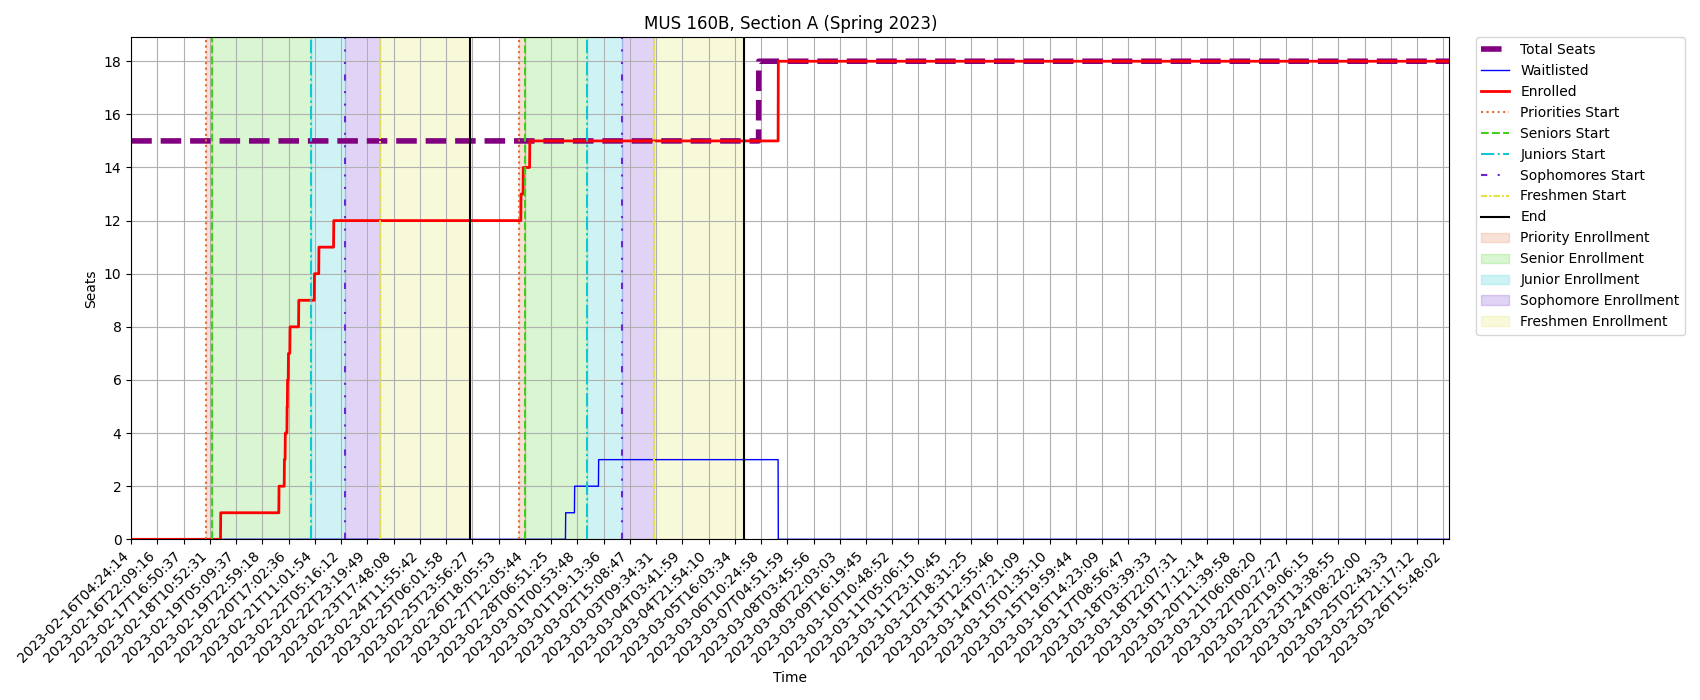 MUS 160B, Section A (Spring 2023)
Seats
18
16
14
12
10
8
6
4
2
0
2023-02-16T04:24:14
2023-02-16T22:09:16
2023-02-17T16:50:37
2023-02-18T10:52:31
2023-02-19T05:09:37
2023-02-19T22:59:18
2023-02-20T17:02:36
2023-02-21T11:01:54
2023-02-22T05:16:12
2023-02-22T23:19:49
2023-02-23T17:48:08
2023-02-24T11:55:42
2023-02-25T06:01:58
2023-02-25T23:56:27
2023-02-26T18:05:53
2023-02-27T12:05:44
2023-02-28T06:51:25
2023-03-01T00:53:48
2023-03-01T19:13:36
2023-03-02T15:08:47
2023-03-03T09:34:31
2023-03-04T03:41:59
2023-03-04T21:54:10
2023-03-05T16:03:34
2023-03-06T10:24:58
2023-03-07T04:51:59
2023-03-08T03:45:56
2023-03-08T22:03:03
2023-03-09T16:19:45
2023-03-10T10:48:52
2023-03-11T05:06:15
2023-03-11T23:10:45
2023-03-12T18:31:25
2023-03-13T12:55:46
2023-03-14T07:21:09
2023-03-15T01:35:10
2023-03-15T19:59:44
2023-03-16T14:23:09
2023-03-17T08:56:47
2023-03-18T03:39:33
2023-03-18T22:07:31
2023-03-19T17:12:14
2023-03-20T11:39:58
2023-03-21T06:08:20
2023-03-22T00:27:27
2023-03-22T19:06:15
2023-03-23T13:38:55
2023-03-24T08:22:00
2023-03-25T02:43:33
2023-03-25T21:17:12
2023-03-26T15:48:02
Time
Total Seats
Waitlisted
Enrolled
Priorities Start
Seniors Start
Juniors Start
Sophomores Start
Freshmen Start
End
Priority Enrollment
Senior Enrollment
Junior Enrollment
Sophomore Enrollment
Freshmen Enrollment